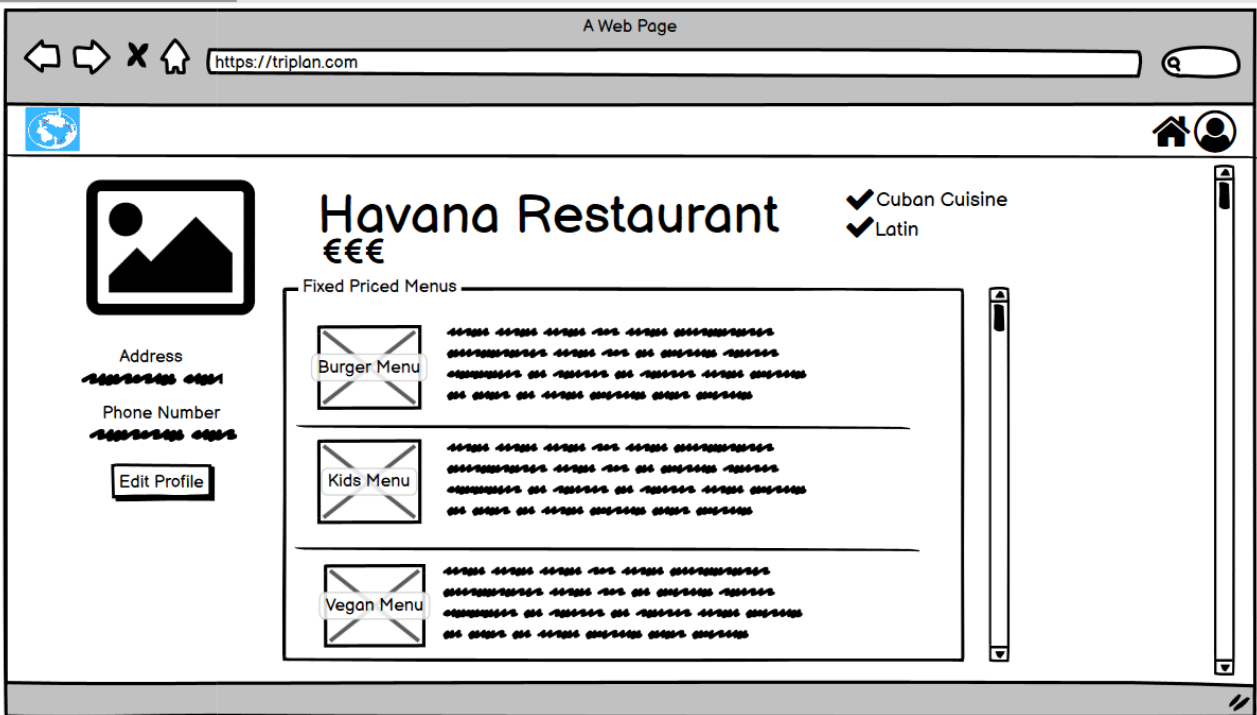 A Web Page
https://triplan.com
Havana Restaurant
€€€
Cuban Cuisine
Latin
Address
Phone Number
Edit Profile
Fixed Priced Menus
Burger Menu
Kids Menu
Vegan Menu